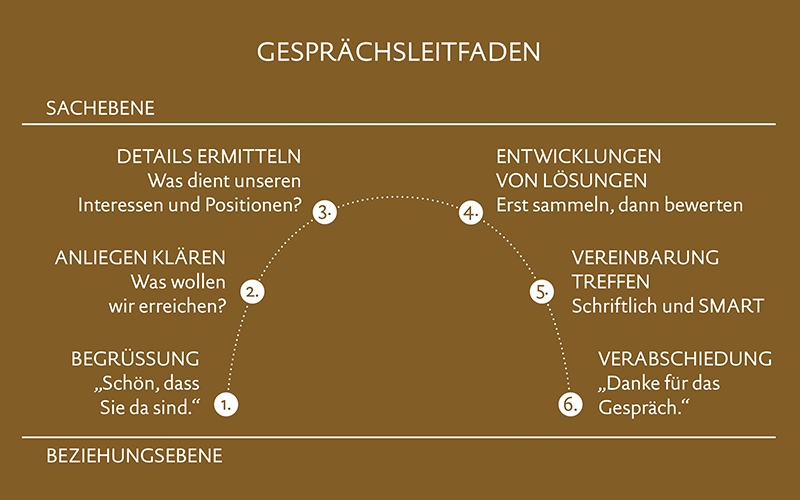 GESPRÄCHSLEITFADEN
SACHEBENE
DETAILS ERMITTELN
Was dient unseren
Interessen und Positionen?
3.
ENTWICKLUNGEN
VON LÖSUNGEN
Erst sammeln, dann bewerten
4.
ANLIEGEN KLÄREN
Was wollen
wir erreichen?
2.
VEREINBARUNG
TREFFEN
Schriftlich und SMART
5.
BEGRÜSSUNG
„Schön, dass
Sie da sind.“
1.
VERABSCHIEDUNG
„Danke für das
Gespräch.“
6.
BEZIEHUNGSEBENE